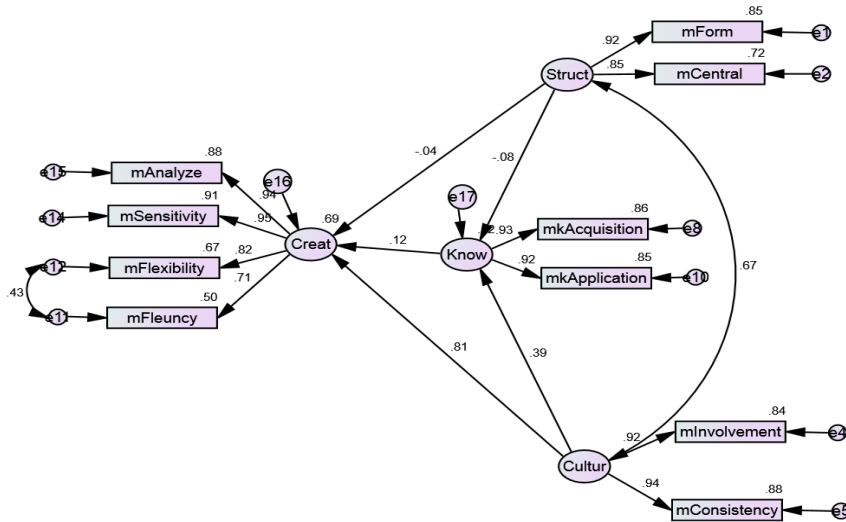 .85
mForm
e1
.92
.72
mCentral
e2
.85
Struct
-.04
-.08
.88
mAnalyze
e15
.94
e16
.91
mSensitivity
e14
.95
.69
Creat
e17
.67
mFlexibility
e12
.82
.43
.50
mFleuncy
e11
.71
.12
Know
.93
.86
mkAcquisition
e8
.92
.85
mkApplication
e10
.67
.81
.39
.84
mInvolvement
e4
.92
Cultur
.94
.88
mConsistency
e5